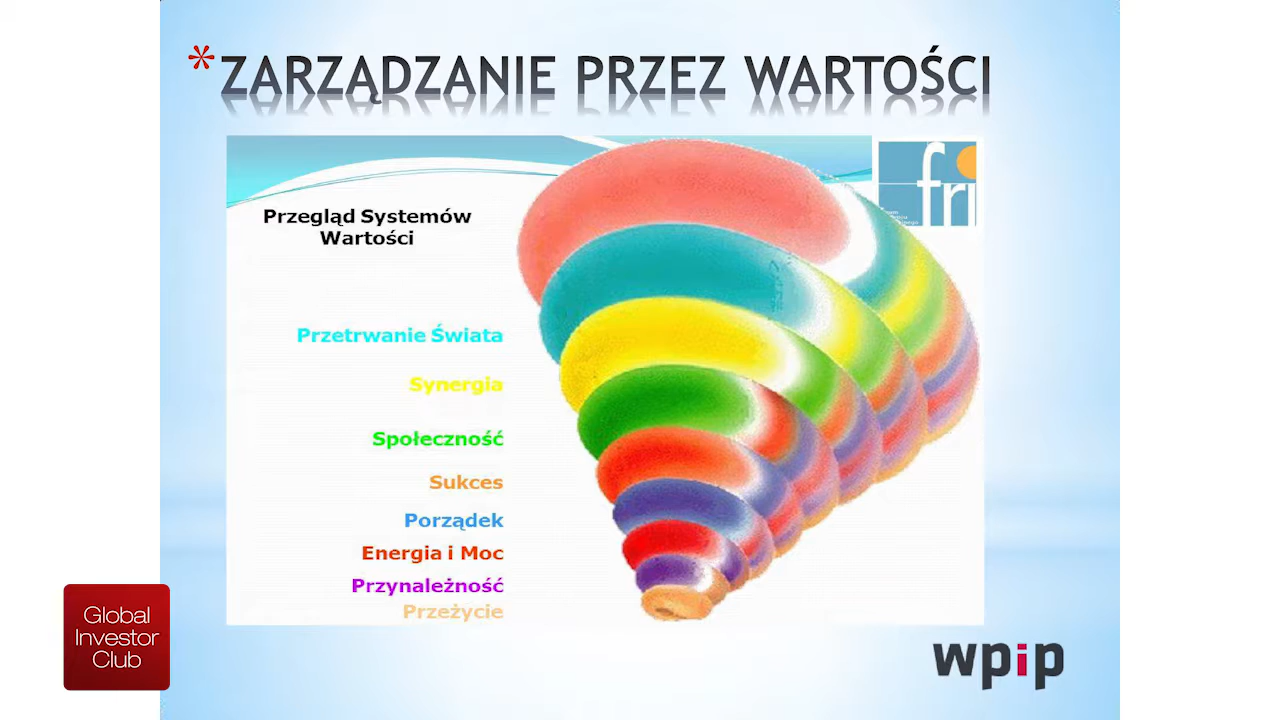 *ZARZĄDZANIE PRZEZ WARTOŚCI
fri
Przegląd Systemów
Wartości
Przetrwanie Świata
Synergia
Społeczność
Sukces
Porządek
Energia i Moc
Przynależność
Przeżycie
Global
Investor
Club
wpip